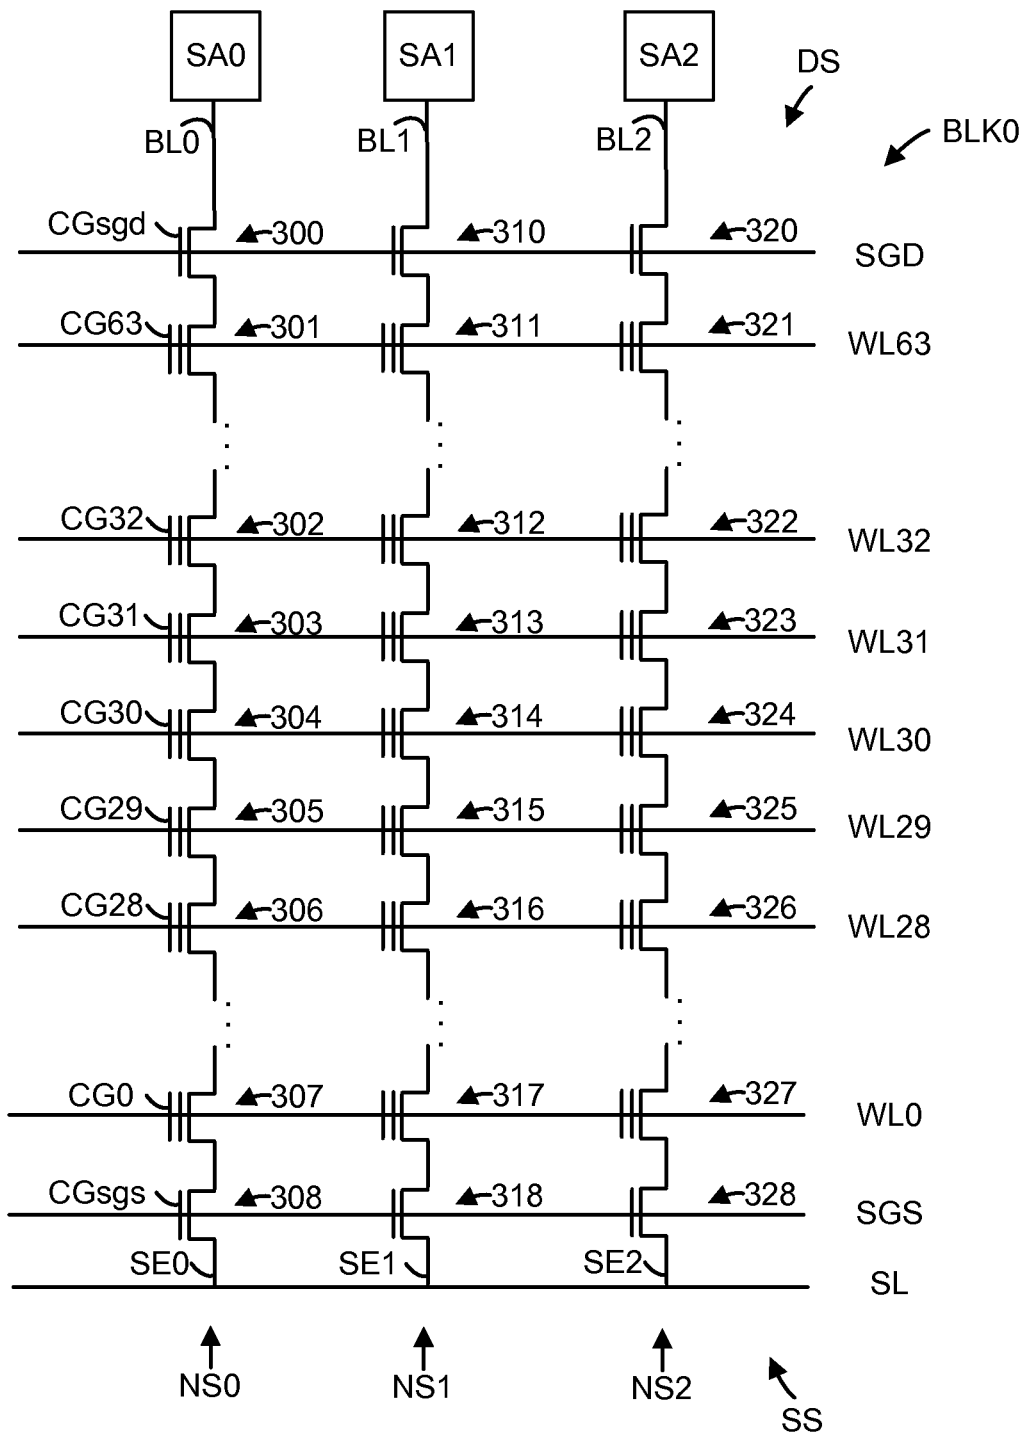 SA0 SA1 SA2
DS
BL0 BL1 BL2
BLK0
CGsgd 300 310 320 SGD
CG63 301 311 321 WL63
CG32 302 312 322 WL32
CG31 303 313 323 WL31
CG30 304 314 324 WL30
CG29 305 315 325 WL29
CG28 306 316 326 WL28
CG0 307 317 327 WL0
CGsgs 308 318 328 SGS
SE0 SE1 SE2 SL
NS0 NS1 NS2
SS